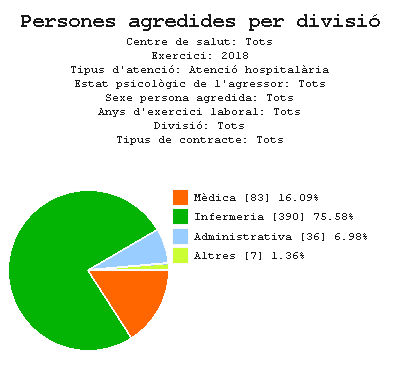 Persones agredides per divisió
Centre de salut: Tots
Exercici: 2018
Tipus d'atenció: Atenció hospitalària
Estat psicològic de l'agressor: Tots
Sexe persona agredida: Tots
Anys d'exercici laboral: Tots
Divisió: Tots
Tipus de contracte: Tots
Mèdica [83] 16.09%
Infermeria [390] 75.58%
Administrativa [36] 6.98%
Altres [7] 1.36%